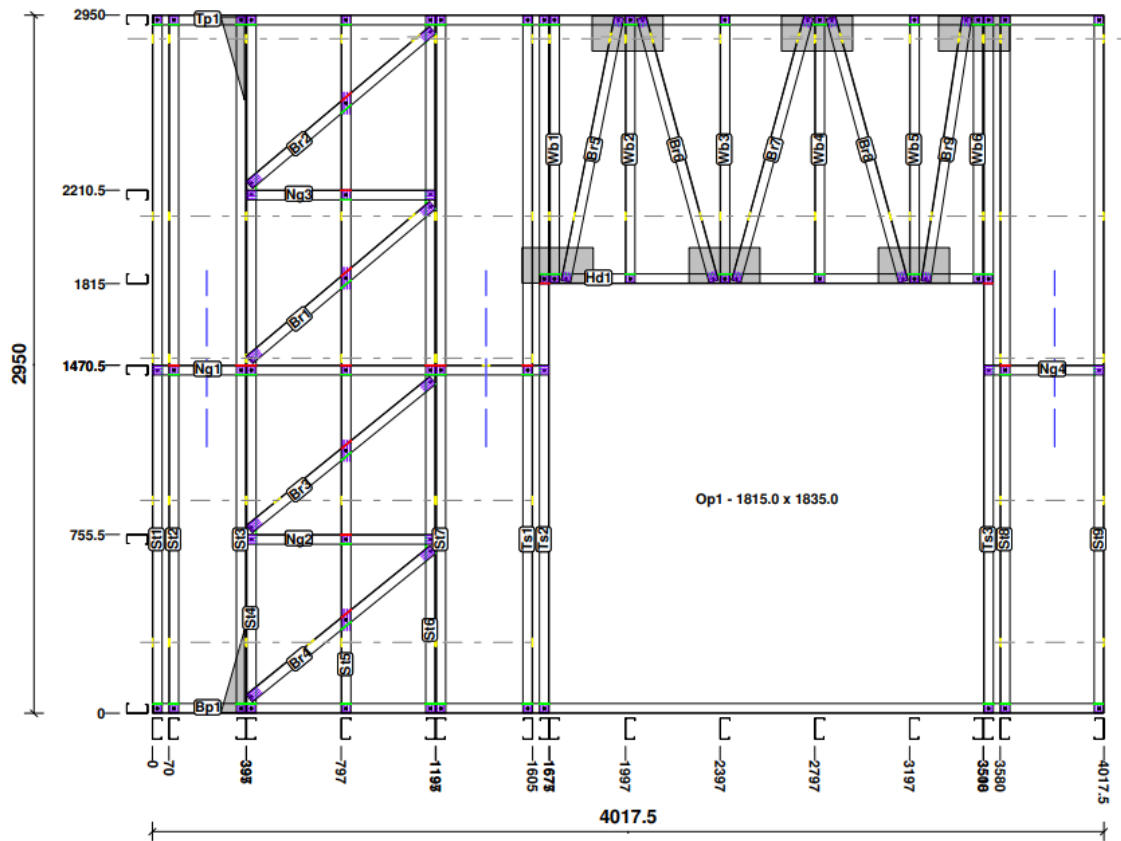 2950
Tp1
Br2
Wb1
Br5
Wb2
Br6
Wb3
Br7
Wb4
Br8
Wb5
Br9
Wb6
2210.5
Ng3
1815
Hd1
Br1
2950
1470.5
Ng1
Ng4
Br3
Op1 - 1815.0 x 1835.0
755.5
St1
St2
St3
Ng2
St7
Ts1
Ts2
Ts3
St8
St9
St4
St6
Br4
St5
0
Bp1
0
70
797
1605
1997
2397
2797
3197
3580
4017.5
4017.5